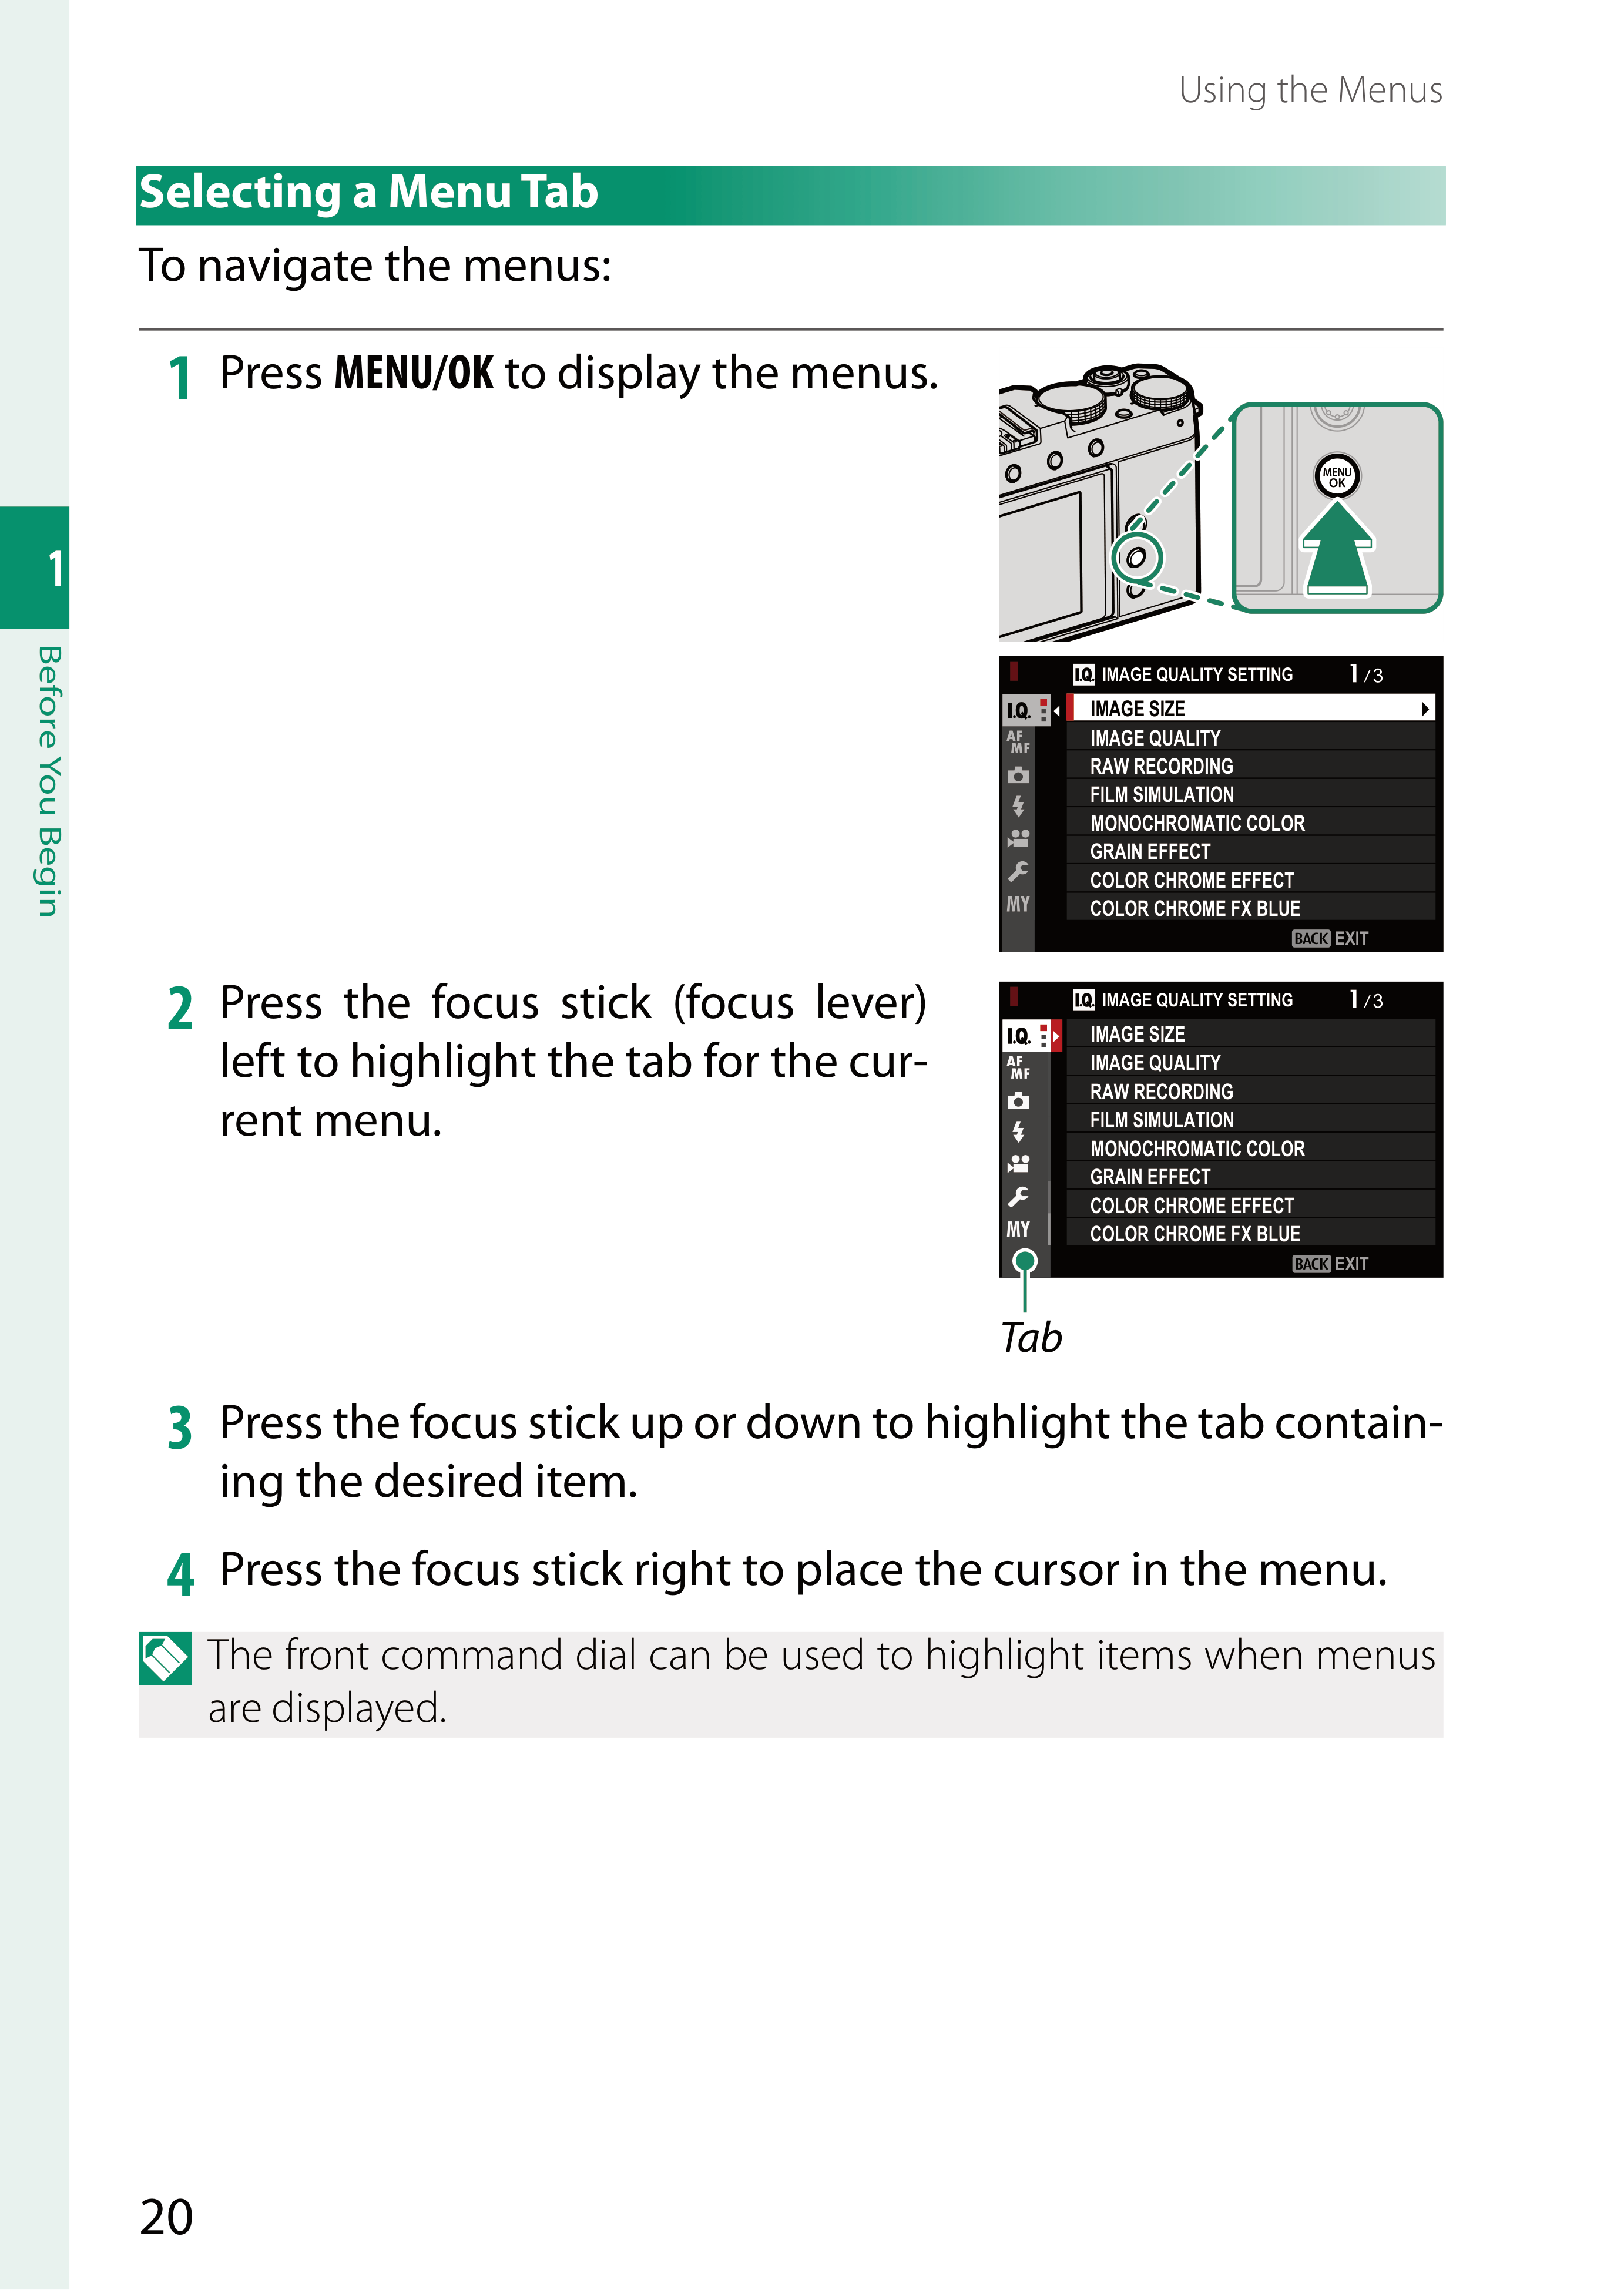 Using the Menus
Selecting a Menu Tab
To navigate the menus:
1 Press MENU/OK to display the menus.
MENU
OK
I.Q. IMAGE QUALITY SETTING 1/3
I.Q.
AF
MF
MY
IMAGE SIZE
IMAGE QUALITY
RAW RECORDING
FILM SIMULATION
MONOCHROMATIC COLOR
GRAIN EFFECT
COLOR CHROME EFFECT
COLOR CHROME FX BLUE
BACK EXIT
2 Press the focus stick (focus lever)
left to highlight the tab for the cur-
rent menu.
I.Q. IMAGE QUALITY SETTING 1/3
I.Q.
AF
MF
MY
IMAGE SIZE
IMAGE QUALITY
RAW RECORDING
FILM SIMULATION
MONOCHROMATIC COLOR
GRAIN EFFECT
COLOR CHROME EFFECT
COLOR CHROME FX BLUE
BACK EXIT
Tab
3 Press the focus stick up or down to highlight the tab contain-
ing the desired item.
4 Press the focus stick right to place the cursor in the menu.
The front command dial can be used to highlight items when menus
are displayed.
1
Before You Begin
20